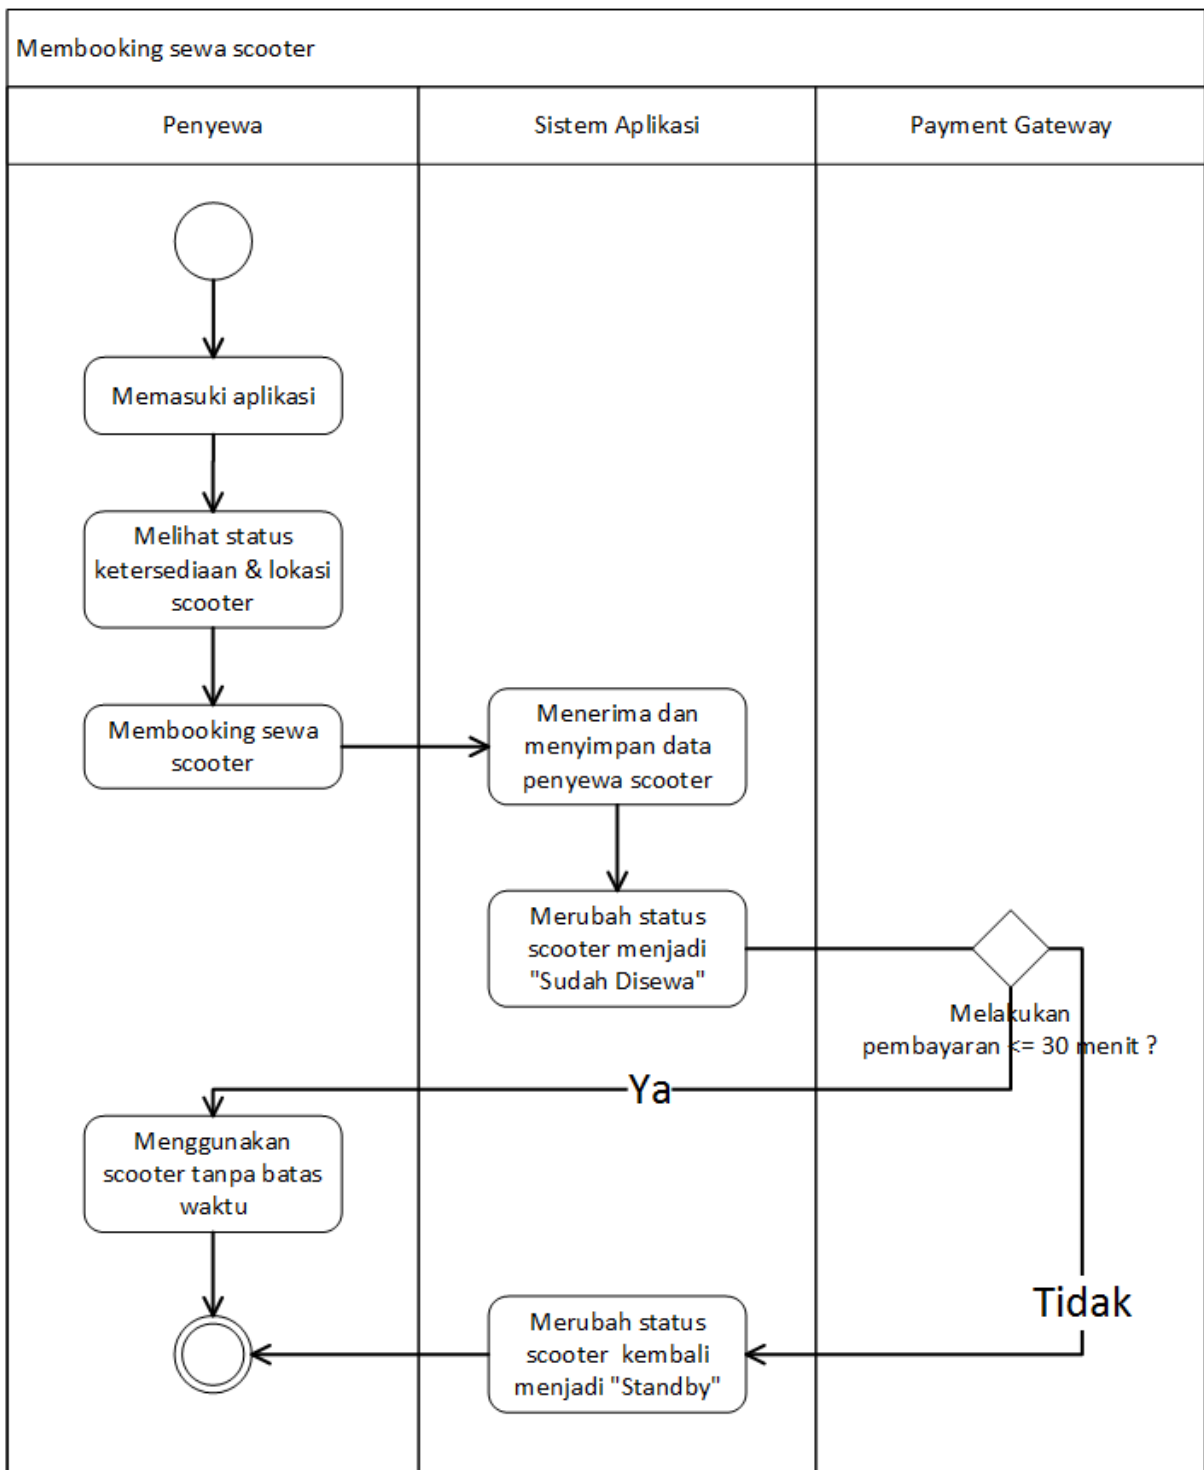 Membooking sewa scooter
Penyewa
Sistem Aplikasi
Payment Gateway
Memasuki aplikasi
Melihat status
ketersediaan & lokasi
scooter
Membooking sewa
scooter
Menerima dan
menyimpan data
penyewa scooter
Merubah status
scooter menjadi
"Sudah Disewa"
Melakukan
pembayaran <= 30 menit ?
Ya
Menggunakan
scooter tanpa batas
waktu
Tidak
Merubah status
scooter kembali
menjadi "Standby"